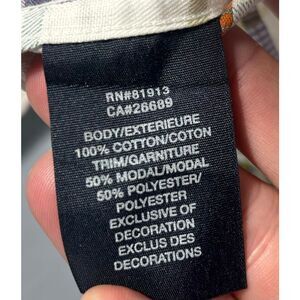 RN#81913
CA#26689
BODY/EXTERIEURE
100% COTTON/COTON
TRIM/GARNITURE
50% MODAL/MODAL
50% POLYESTER/
POLYESTER
EXCLUSIVE OF
DECORATION
EXCLUS DES
DECORATIONS